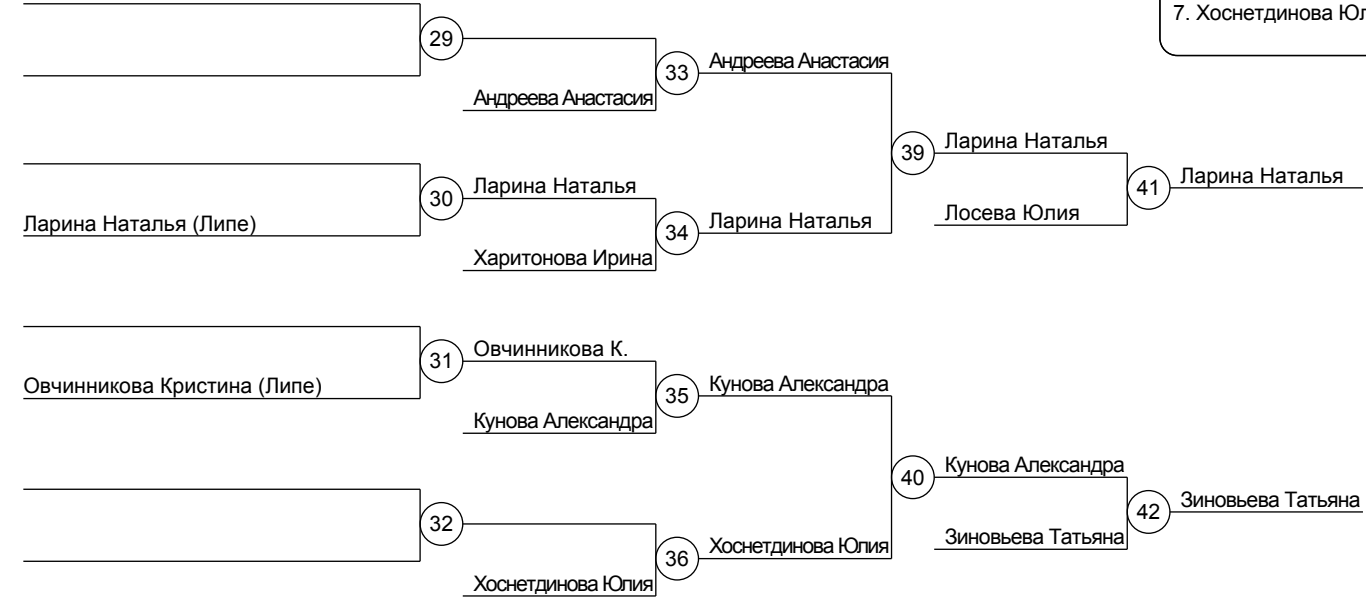 7. Хоснетдинова
29
33
Андреева Анастасия
Андреева Анастасия
39
Ларина Наталья
30
Ларина Наталья
41
Ларина Наталья
Ларина Наталья (Липе)
34
Ларина Наталья
Лосева Юлия
Харитонова Ирина
31
Овчинникова К.
Овчинникова Кристина (Липе)
35
Кунова Александра
Кунова Александра
40
Кунова Александра
42
Зиновьева Татьяна
32
36
Хоснетдинова Юлия
Зиновьева Татьяна
Хоснетдинова Юлия